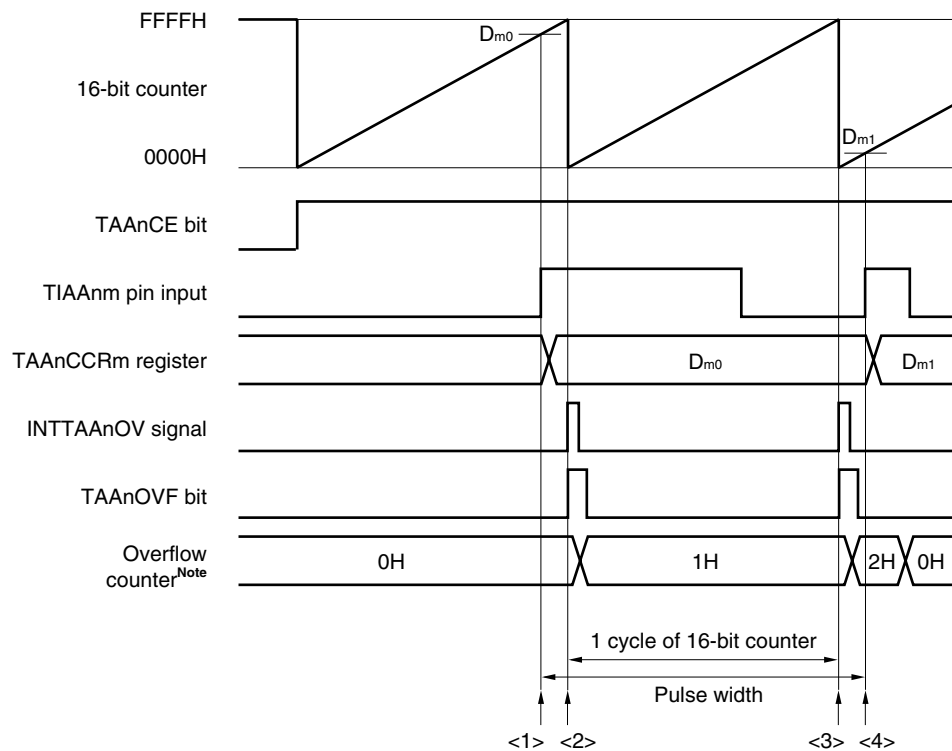 FFFFH
Dm0
16-bit counter
Dm1
0000H
TAAnCE bit
TIAAnm pin input
TAAnCCRm register
Dm0
Dm1
INTTAAnOV signal
TAAnOVF bit
Overflow
counterNote
0H
1H
2H
0H
1 cycle of 16-bit counter
Pulse width
<1> <2> <3> <4>